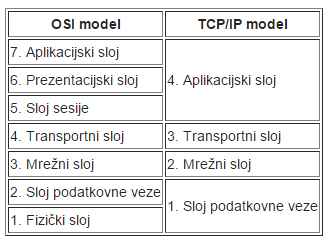 OSI model
TCP/IP model
7. Aplikacijski sloj
6. Prezentacijski sloj
5. Sloj sesije
4. Aplikacijski sloj
4. Transportni sloj
3. Transportni sloj
3. Mrežni sloj
2. Mrežni sloj
2. Sloj podatkovne veze
1. Fizički sloj
1. Sloj podatkovne veze